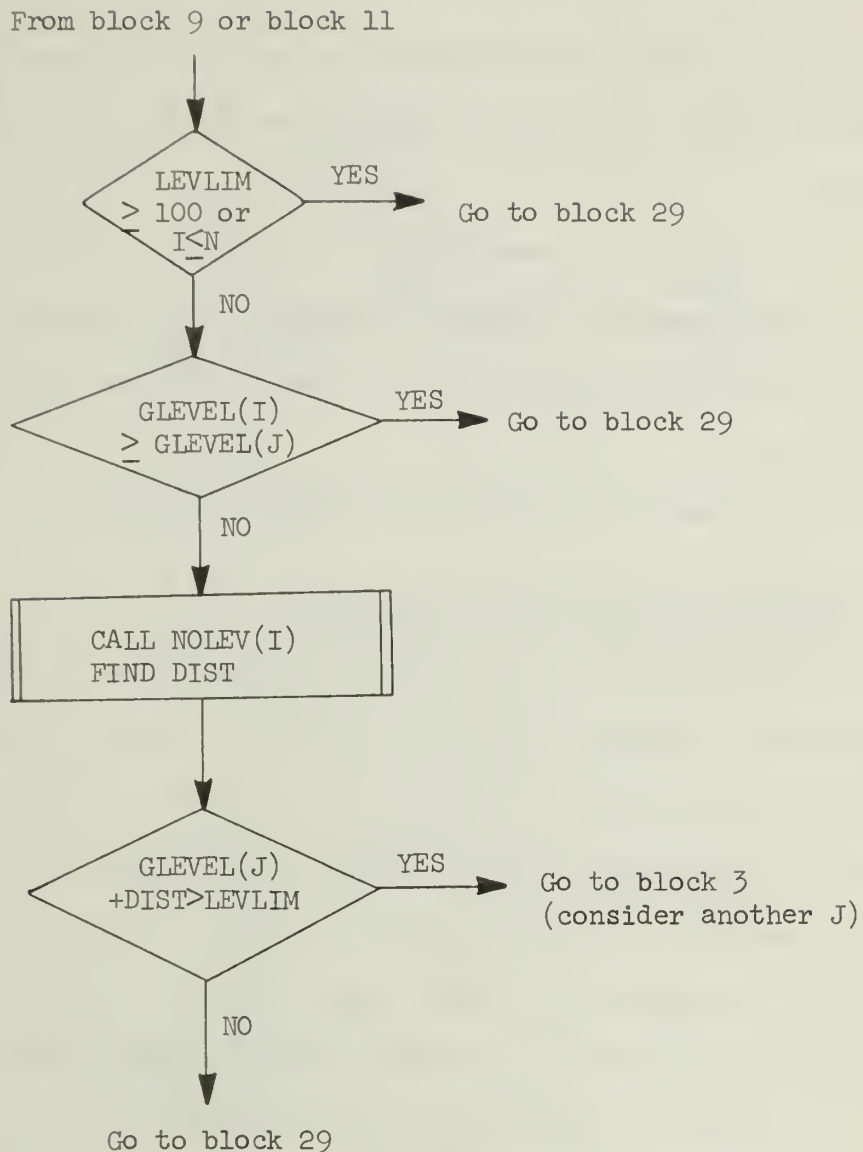 From block 9 or block 11
LEVLIM
≥ 100 or
I≤N
YES
Go to block 29
NO
GLEVEL(I)
≥ GLEVEL(J)
YES
Go to block 29
NO
CALL NOLEV(I)
FIND DIST
GLEVEL(J)
+DIST>LEVLIM
YES
Go to block 3
(consider another J)
NO
Go to block 29